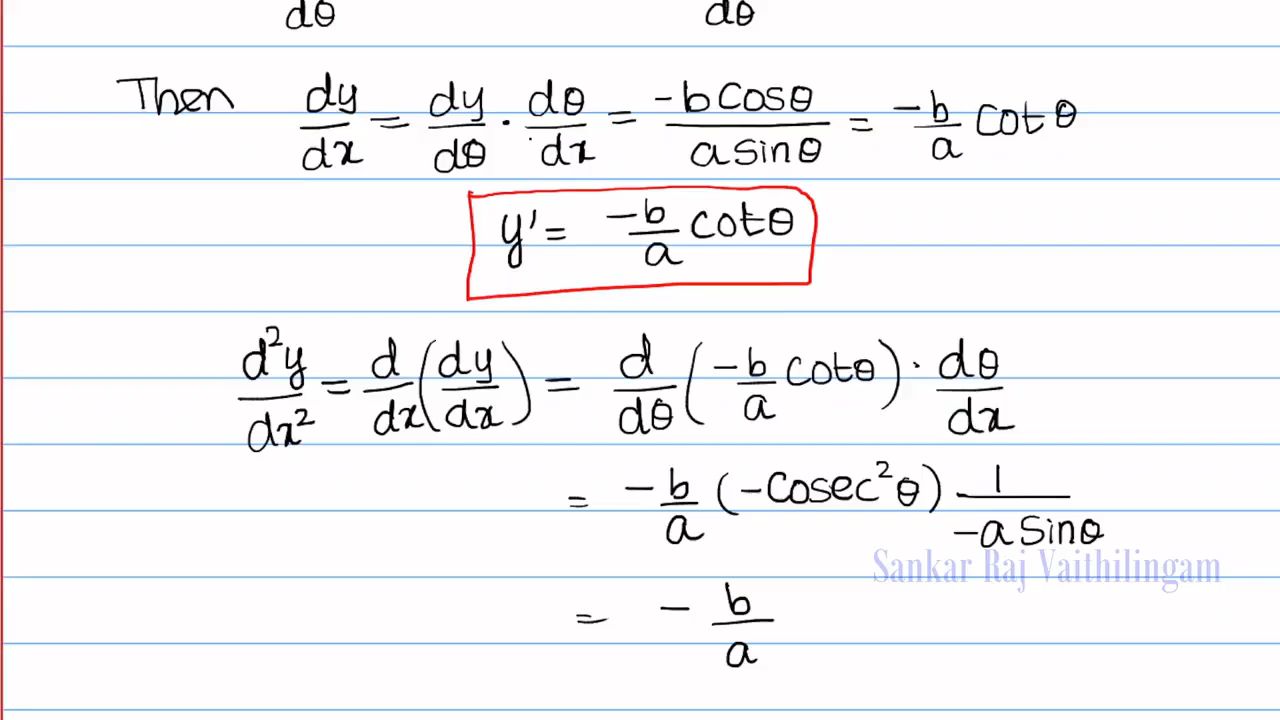 dθ dθ
Then dy/dx = dy/dθ · dθ/dx = -b Cosθ / a sinθ = -b/a cot θ
y' = -b/a cotθ
d²y/dx² = d/dx (dy/dx) = d/dθ (-b/a cotθ) · dθ/dx
= -b/a (-Cosec²θ) 1/-a Sinθ
Sankar Raj Vaithilingam
= - b/a